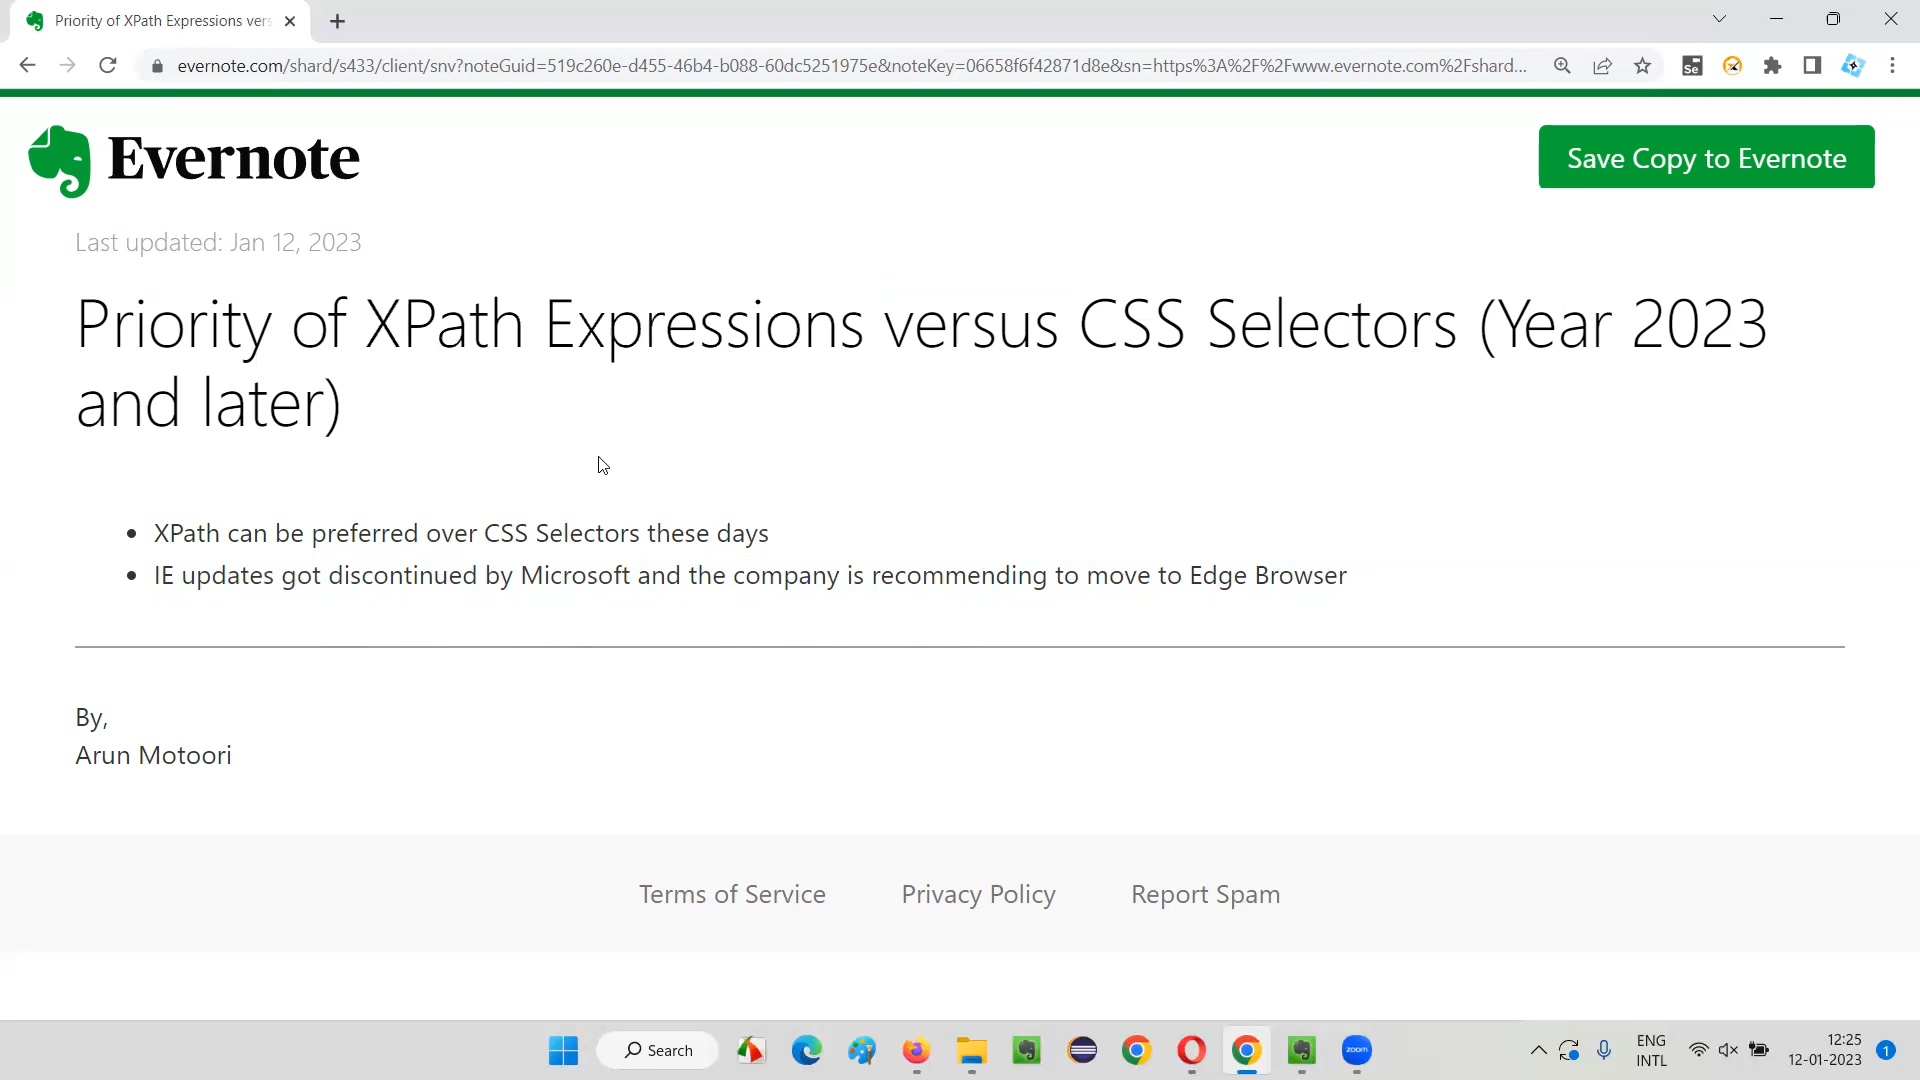 Priority of XPath Expressions vers
evernote.com/shard/s433/client/snv?noteGuid=519c260e-d455-46b4-b088-60dc5251975e&noteKey=06658f6f42871d8e&sn=https%3A%2F%2Fwww.evernote.com%2Fshard...
Se
Evernote
Save Copy to Evernote
Last updated: Jan 12, 2023
Priority of XPath Expressions versus CSS Selectors (Year 2023
and later)
• XPath can be preferred over CSS Selectors these days
• IE updates got discontinued by Microsoft and the company is recommending to move to Edge Browser
By,
Arun Motoori
Terms of Service Privacy Policy Report Spam
Search
zoom
ENG
INTL
12:25
12-01-2023
1